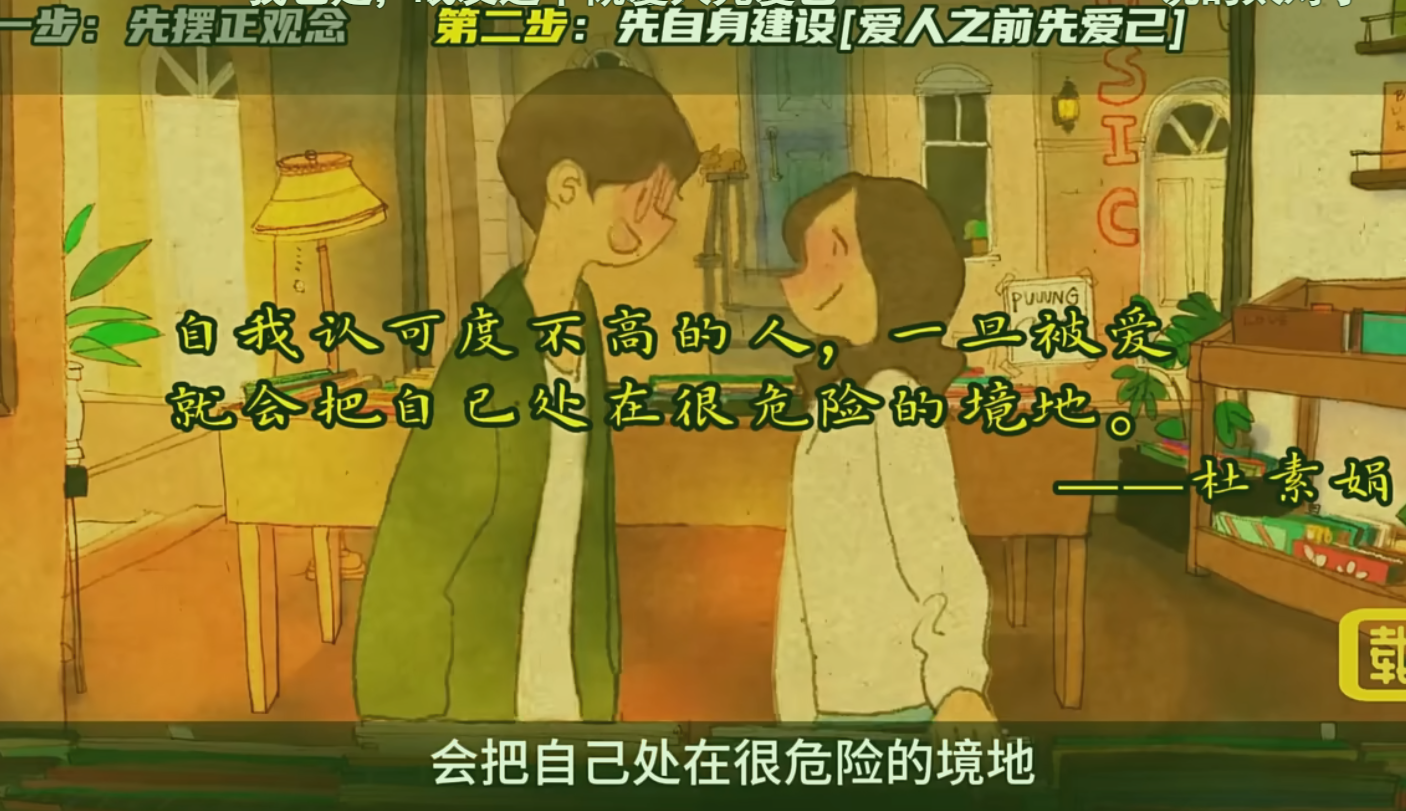 一步：先摆正观念
第二步：先自身建设[爱人之前先爱己]
SIC
PUUUNG
自我认可度不高的人，一旦被爱
就会把自己处在很危险的境地。
——杜素娟
会把自己处在很危险的境地